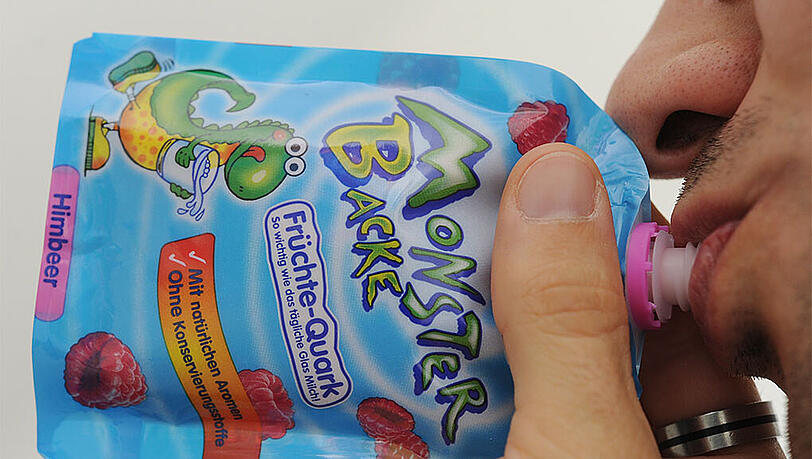 MONSTER
BACKE
Früchte-Quark
So wichtig wie das tägliche Glas Milch!
Himbeer
✓ Mit natürlichen Aromen
✓ Ohne Konservierungsstoffe